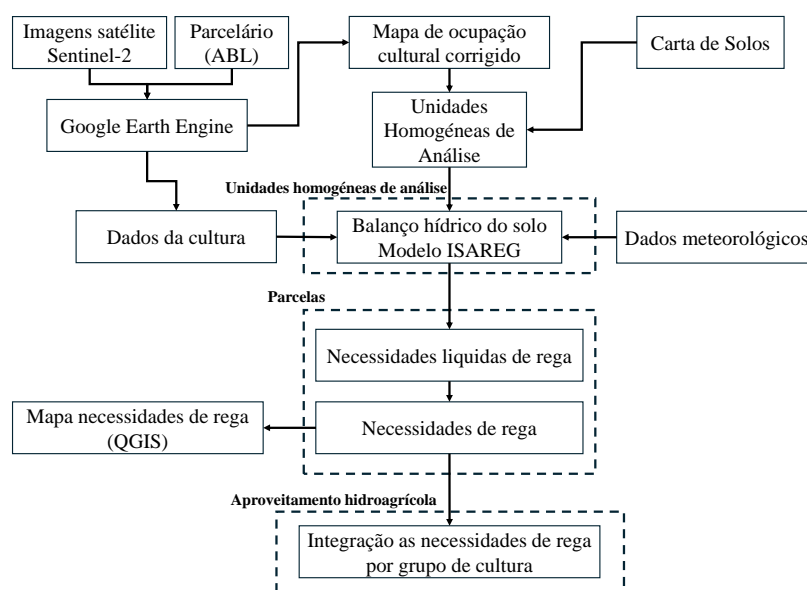 Imagens satélite
Sentinel-2
Parcelário
(ABL)
Mapa de ocupação
cultural corrigido
Carta de Solos
Google Earth Engine
Unidades
Homogéneas de
Análise
Unidades homogéneas de análise
Dados da cultura
Balanço hídrico do solo
Modelo ISAREG
Dados meteorológicos
Parcelas
Necessidades liquidas de rega
Mapa necessidades de rega
(QGIS)
Necessidades de rega
Aproveitamento hidroagrícola
Integração as necessidades de rega
por grupo de cultura